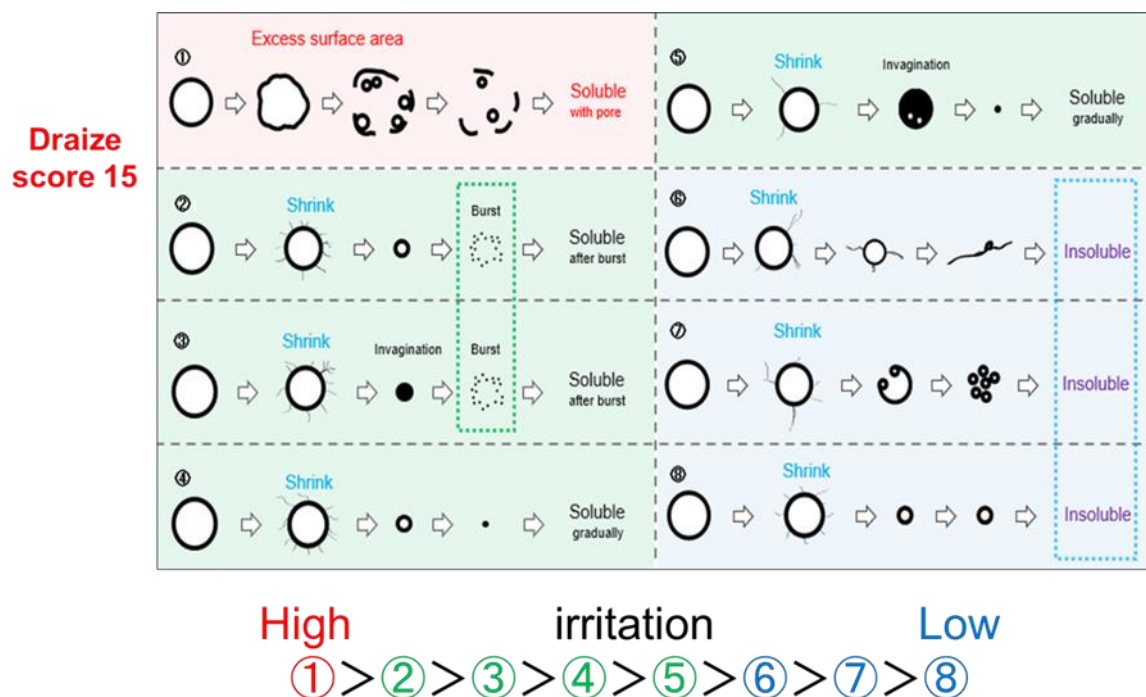 Draize
score 15
①
Excess surface area
Soluble
with pore
②
Shrink
Burst
Soluble
after burst
③
Shrink
Invagination
Burst
Soluble
after burst
④
Shrink
Soluble
gradually
⑤
Shrink
Invagination
Soluble
gradually
⑥
Shrink
Insoluble
⑦
Shrink
Insoluble
⑧
Shrink
Insoluble
High irritation Low
①>②>③>④>⑤>⑥>⑦>⑧